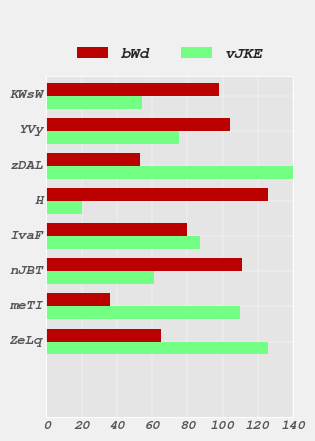 bWd vJKE
KWsW
YVy
zDAL
H
IvaF
nJBT
meTI
ZeLq
0 20 40 60 80 100 120 140